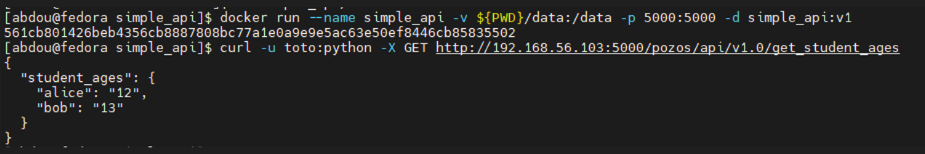 [abdou@fedora simple_api]$ docker run --name simple_api -v ${PWD}/data:/data -p 5000:5000 -d simple_api:v1
561cb801426beb4356cb8887808bc77a1e0a9e9e5ac63e50ef8446cb85835502
[abdou@fedora simple_api]$ curl -u toto:python -X GET http://192.168.56.103:5000/pozos/api/v1.0/get_student_ages
{
  "student_ages": {
    "alice": "12",
    "bob": "13"
  }
}